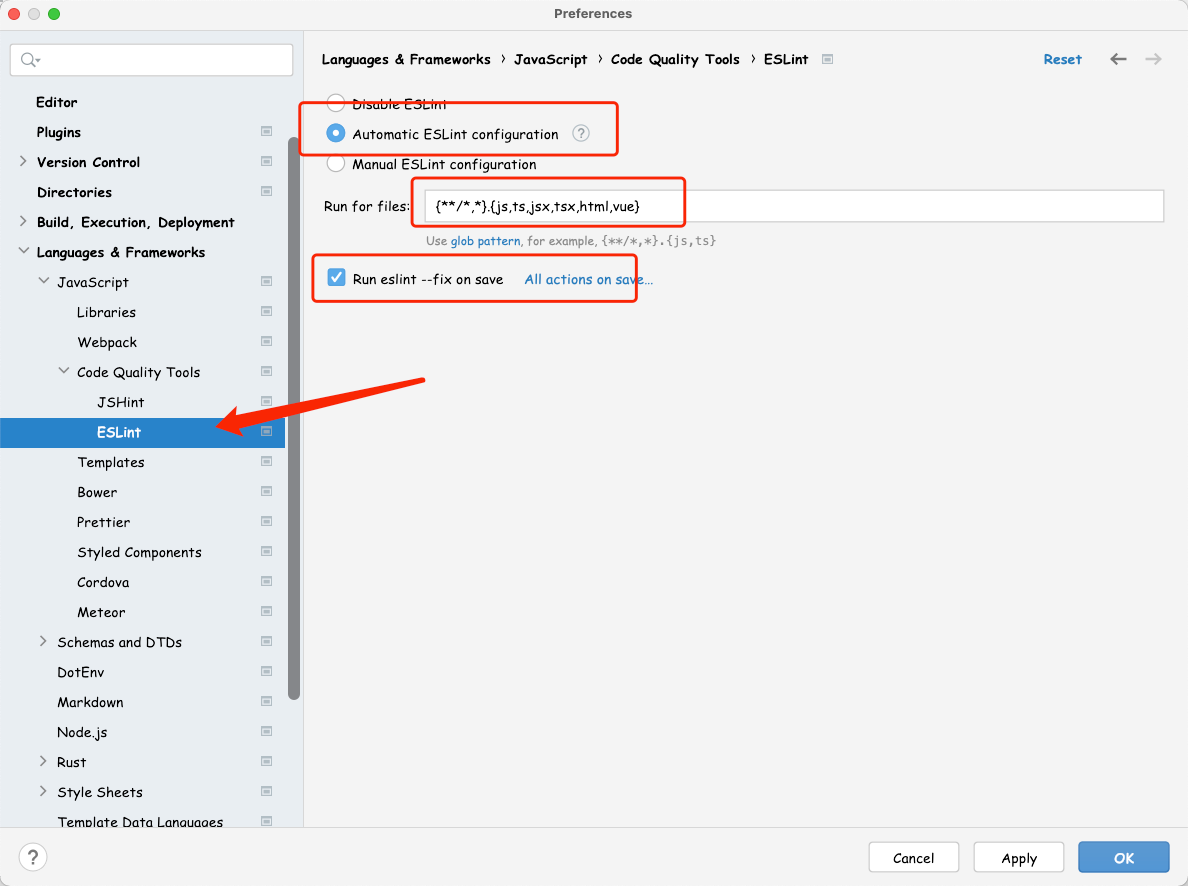 Preferences
Languages & Frameworks › JavaScript › Code Quality Tools › ESLint
Reset
Editor
Plugins
Version Control
Directories
Build, Execution, Deployment
Languages & Frameworks
JavaScript
Libraries
Webpack
Code Quality Tools
JSHint
ESLint
Templates
Bower
Prettier
Styled Components
Cordova
Meteor
Schemas and DTDs
DotEnv
Markdown
Node.js
Rust
Style Sheets
Template Data Languages
Disable ESLint
Automatic ESLint configuration ?
Manual ESLint configuration
Run for files: {**/*,*}.{js,ts,jsx,tsx,html,vue}
Use glob pattern, for example, {**/*,*}.{js,ts}
Run eslint --fix on save All actions on save...
?
Cancel
Apply
OK